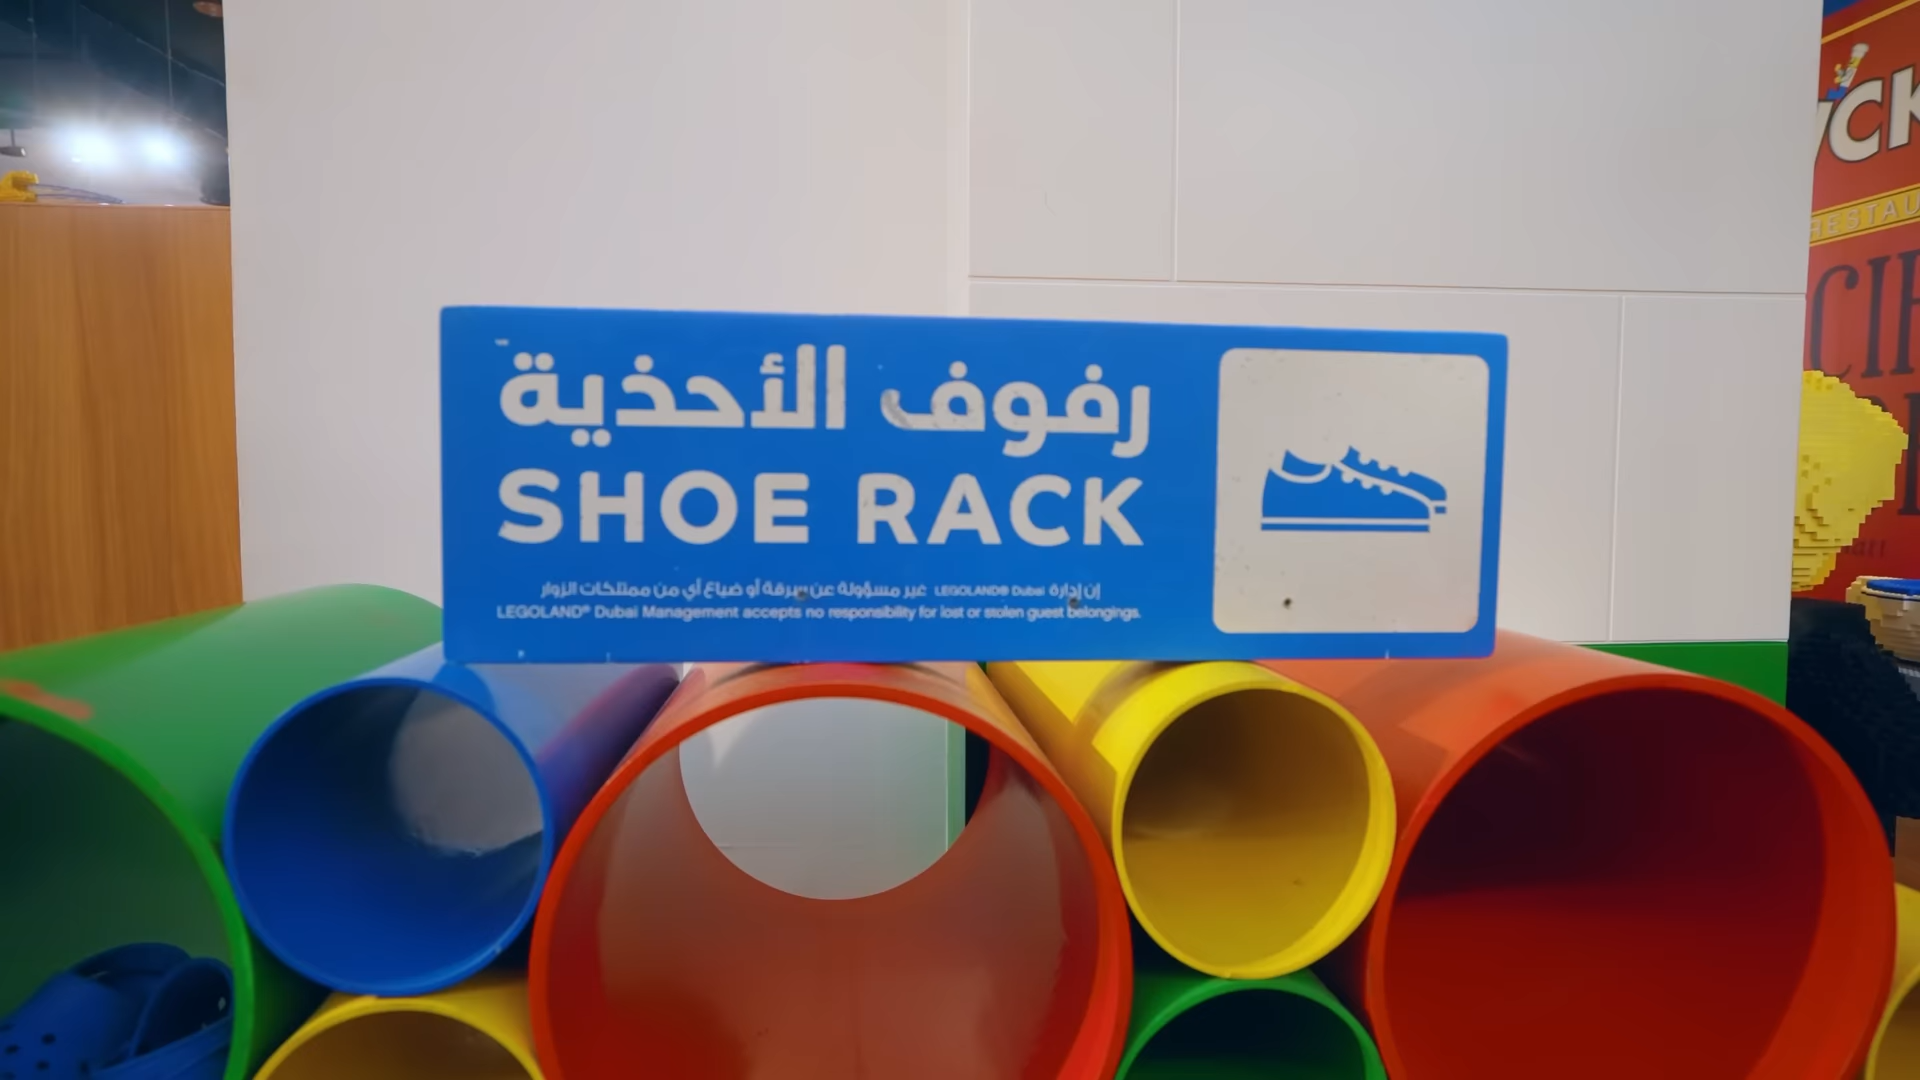 رفوف الأحذية
SHOE RACK
إن إدارة LEGOLAND® Dubai غير مسؤولة عن سرقة أو ضياع أي من ممتلكات الزوار
LEGOLAND® Dubai Management accepts no responsibility for lost or stolen guest belongings.